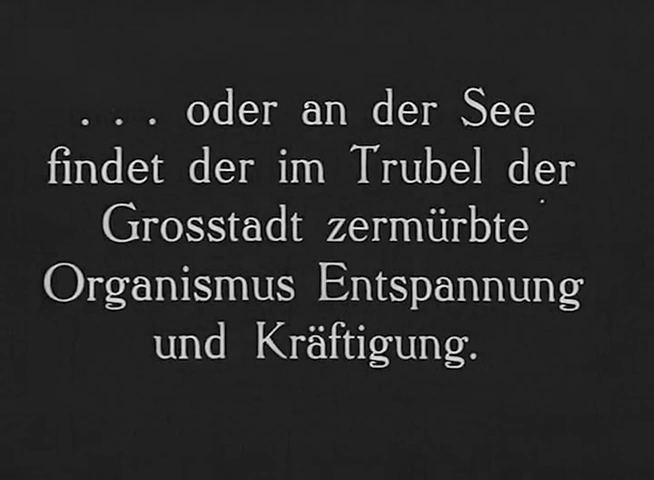 . . . oder an der See
findet der im Trubel der
Grosstadt zermürbte
Organismus Entspannung
und Kräftigung.